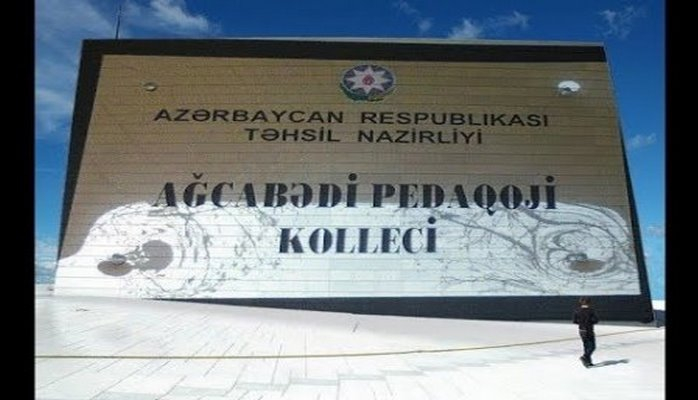 AZƏRBAYCAN RESPUBLIKASI
TƏHSİL NAZİRLİYİ
AĞCABƏDİ PEDAQOJİ
KOLLECİ